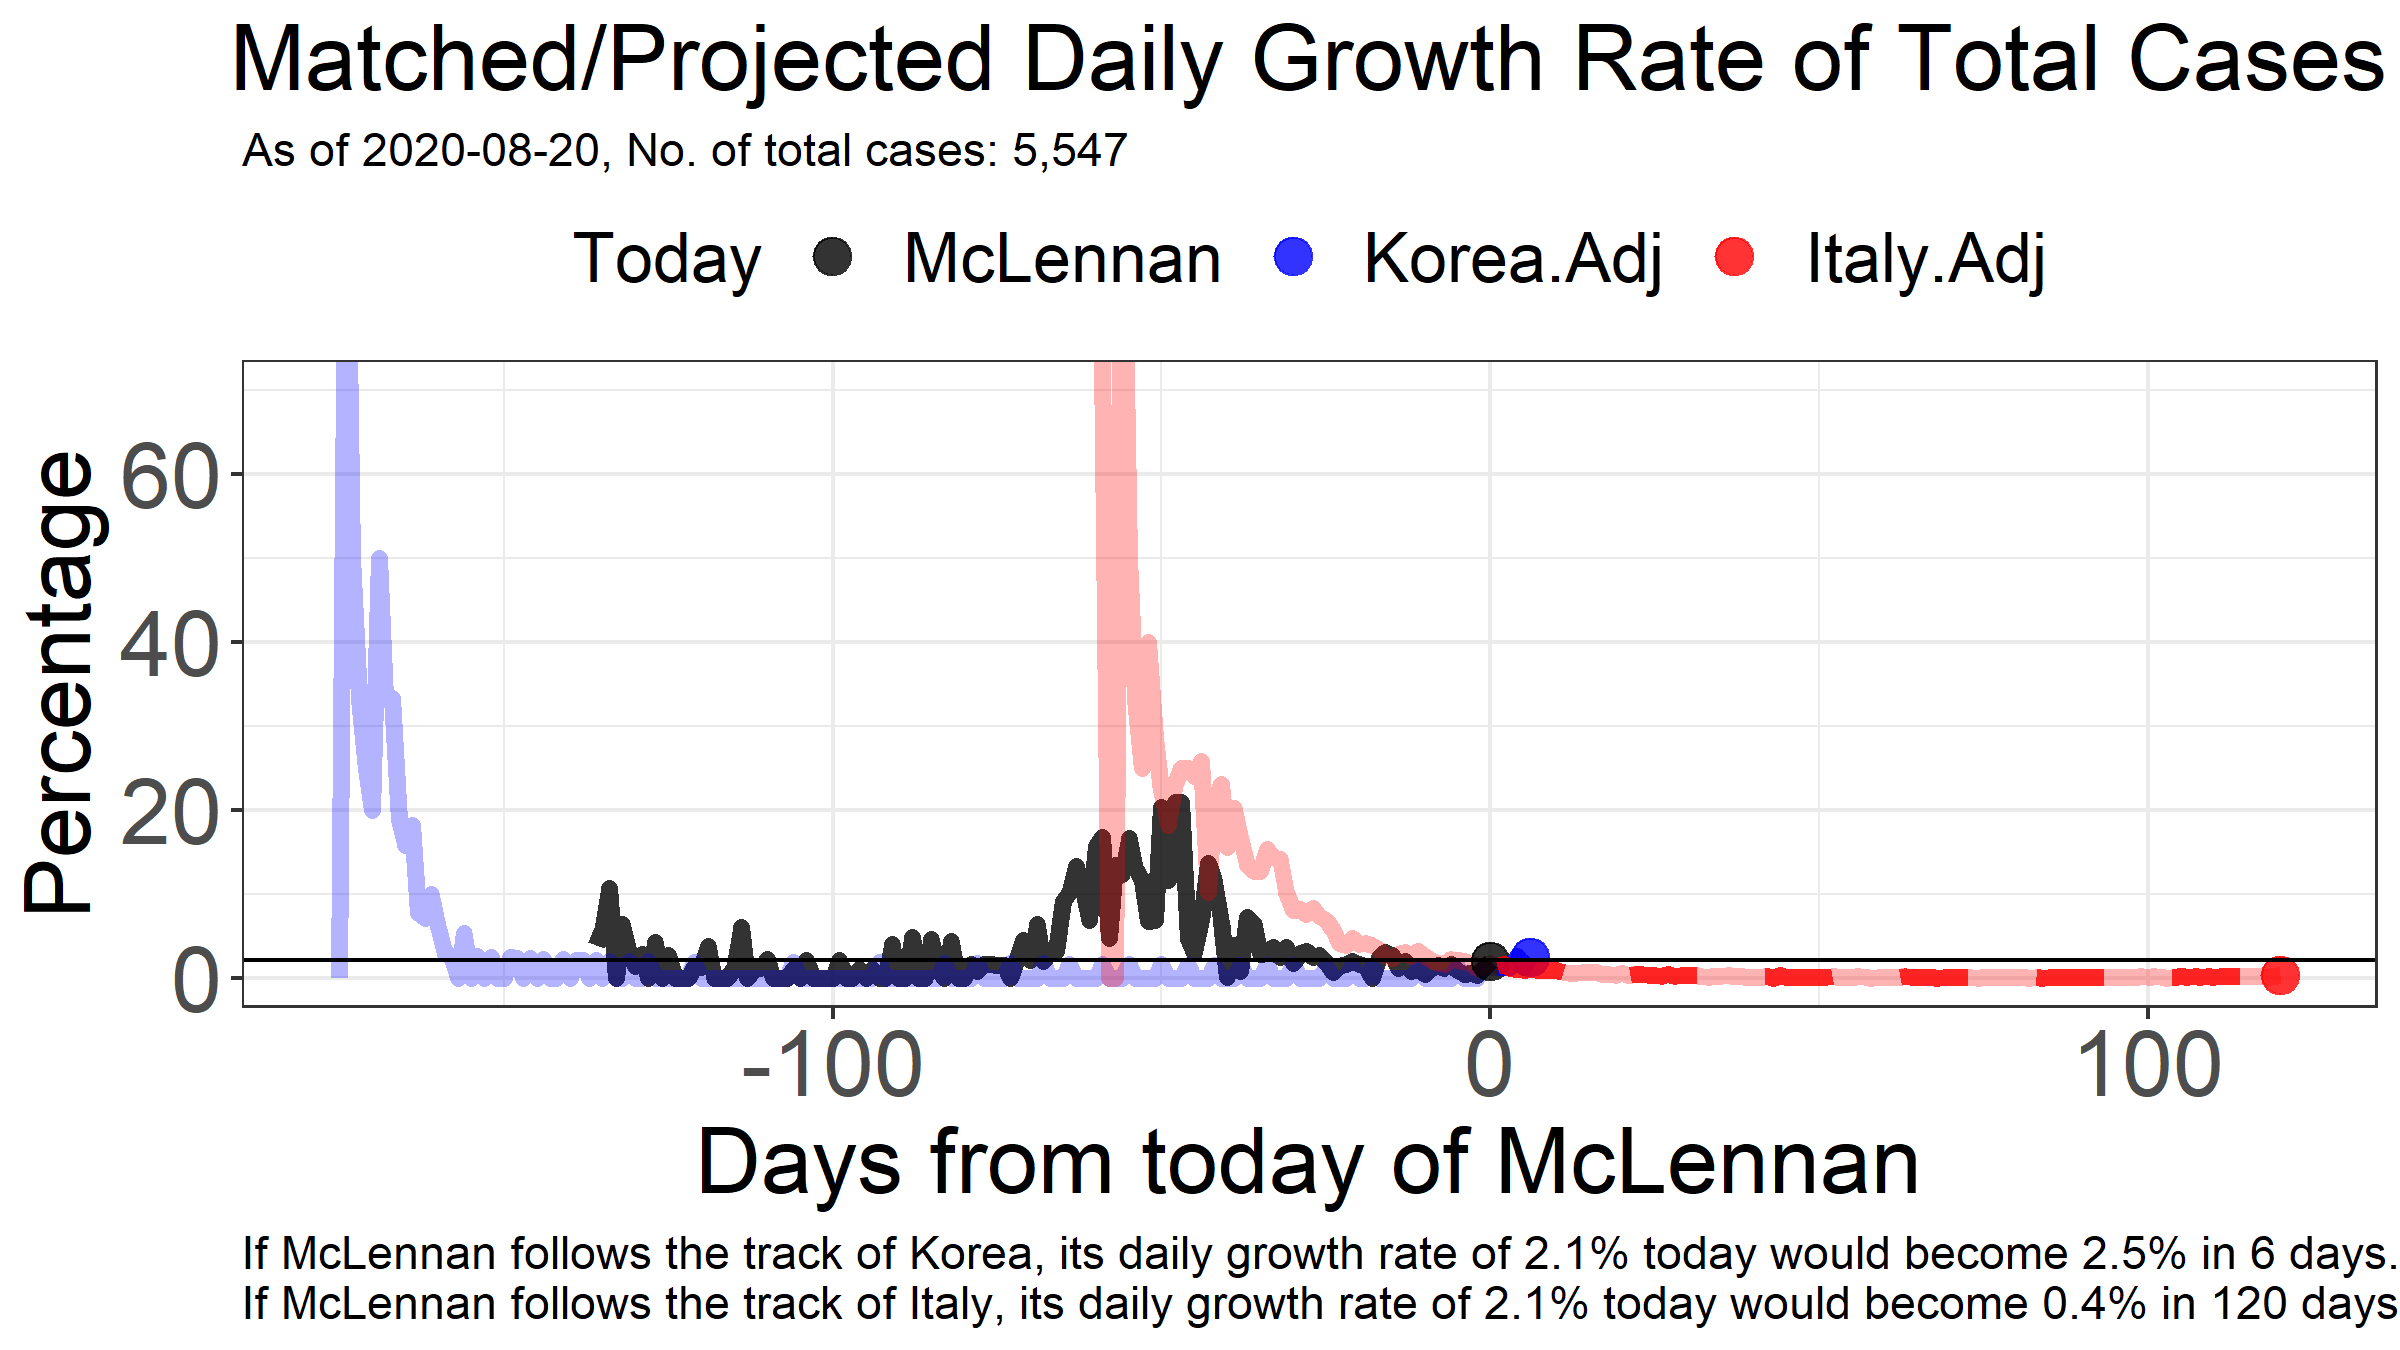 Matched/Projected Daily Growth Rate of Total Cases
As of 2020-08-20, No. of total cases: 5,547
Today McLennan Korea.Adj Italy.Adj
Percentage
60
40
20
0
-100 0 100
Days from today of McLennan
If McLennan follows the track of Korea, its daily growth rate of 2.1% today would become 2.5% in 6 days.
If McLennan follows the track of Italy, its daily growth rate of 2.1% today would become 0.4% in 120 days